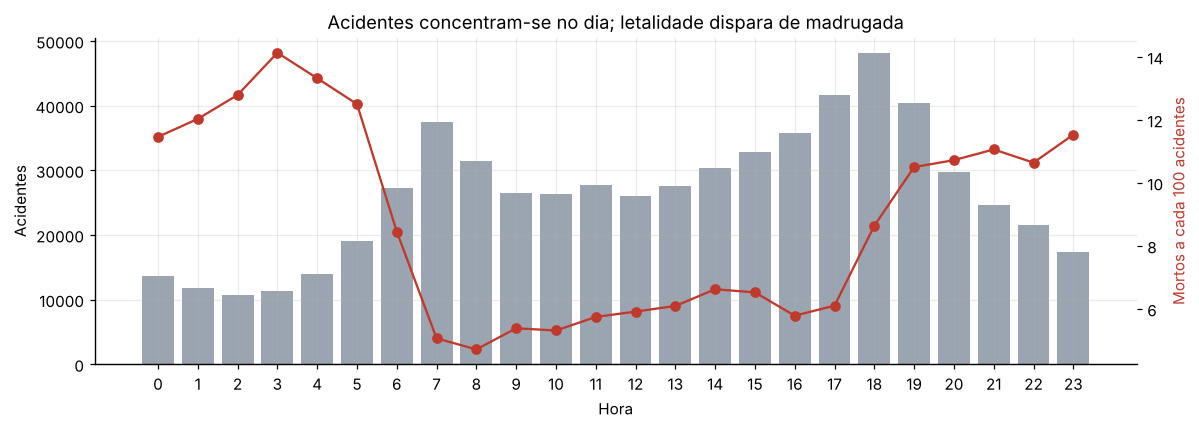 Acidentes concentram-se no dia; letalidade dispara de madrugada
Acidentes
50000
40000
30000
20000
10000
0
14
12
10
8
6
Mortos a cada 100 acidentes
0 1 2 3 4 5 6 7 8 9 10 11 12 13 14 15 16 17 18 19 20 21 22 23
Hora